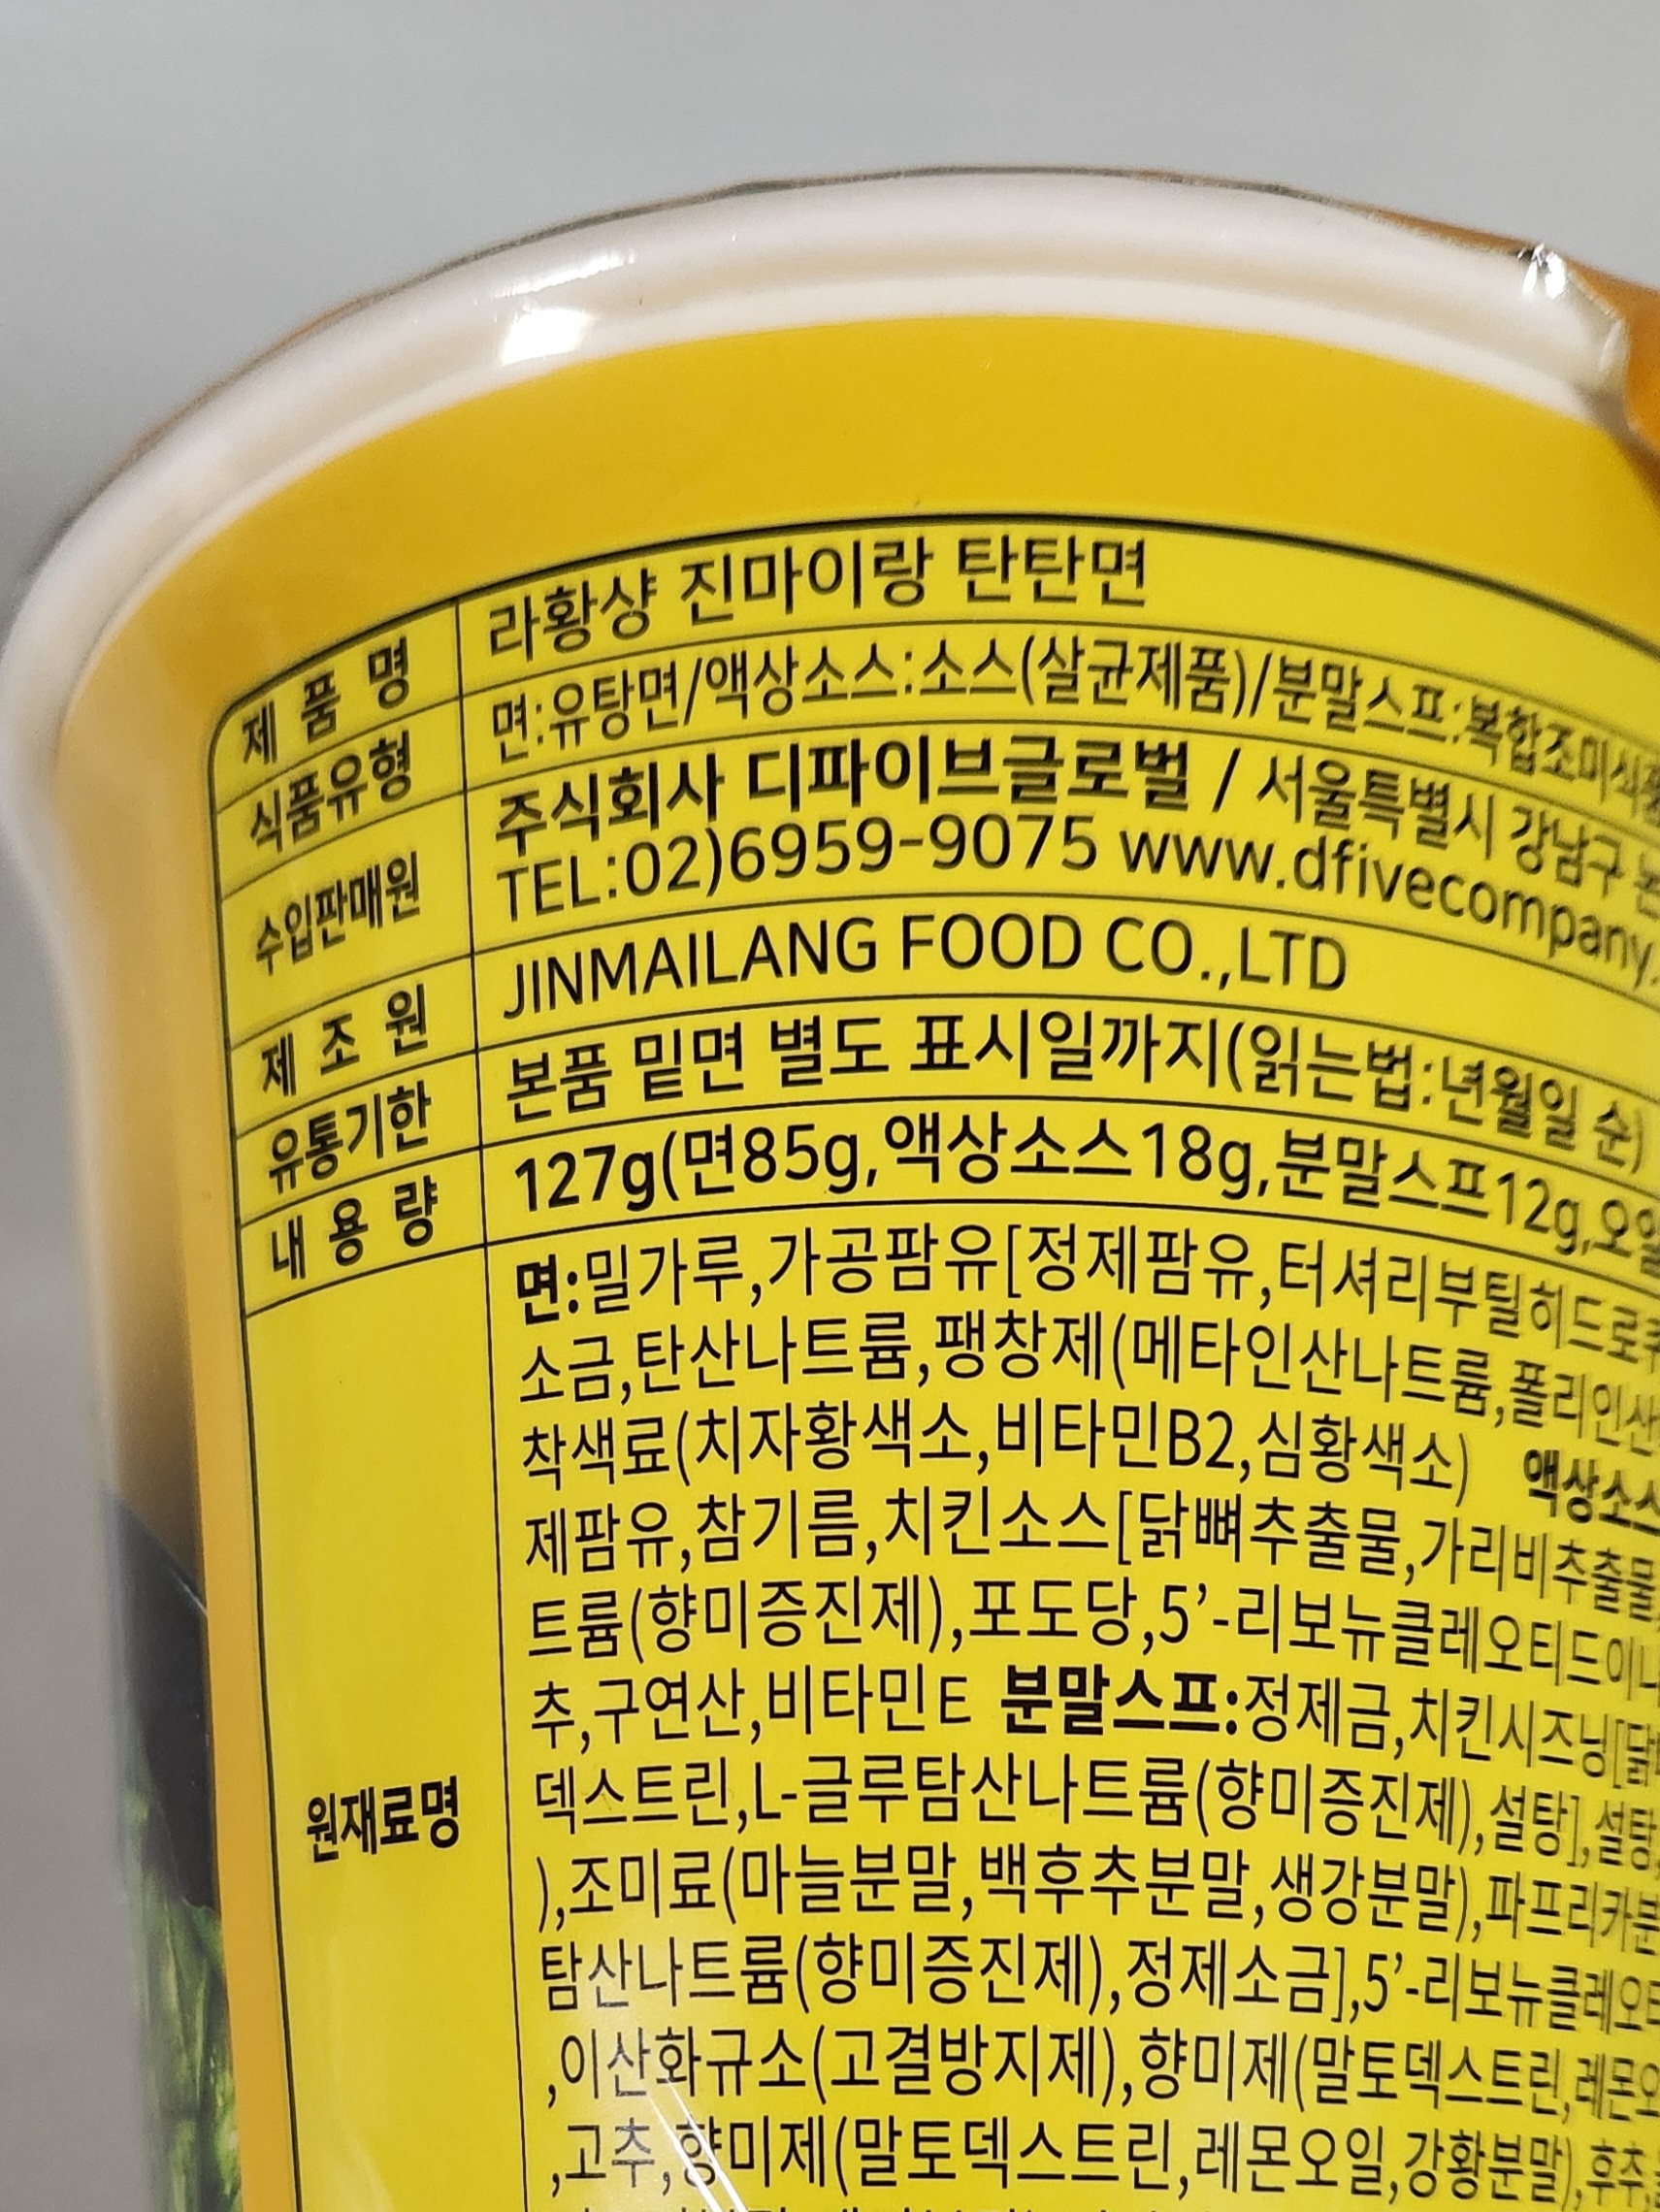 제 품 명 라황샹 진마이랑 탄탄면
식품유형 면:유탕면/액상소스:소스(살균제품)/분말스프:복합조미식품
수입판매원 주식회사 디파이브글로벌 / 서울특별시 강남구
TEL:02)6959-9075 www.dfivecompany.
제 조 원 JINMAILANG FOOD CO.,LTD
유통기한 본품 밑면 별도 표시일까지(읽는법:년월일 순)
내 용 량 127g(면85g,액상소스18g,분말스프12g,오일
원재료명
면:밀가루,가공팜유[정제팜유,터셔리부틸히드로퀴
소금,탄산나트륨,팽창제(메타인산나트륨,폴리인산
착색료(치자황색소,비타민B2,심황색소) 액상소스
제팜유,참기름,치킨소스[닭뼈추출물,가리비추출물,
트륨(향미증진제),포도당,5’-리보뉴클레오티드이나
추,구연산,비타민E 분말스프:정제금,치킨시즈닝[닭
덱스트린,L-글루탐산나트륨(향미증진제),설탕],설탕,
),조미료(마늘분말,백후추분말,생강분말),파프리카분
탐산나트륨(향미증진제),정제소금],5’-리보뉴클레오티
,이산화규소(고결방지제),향미제(말토덱스트린,레몬오
,고추,향미제(말토덱스트린,레몬오일,강황분말),후추,